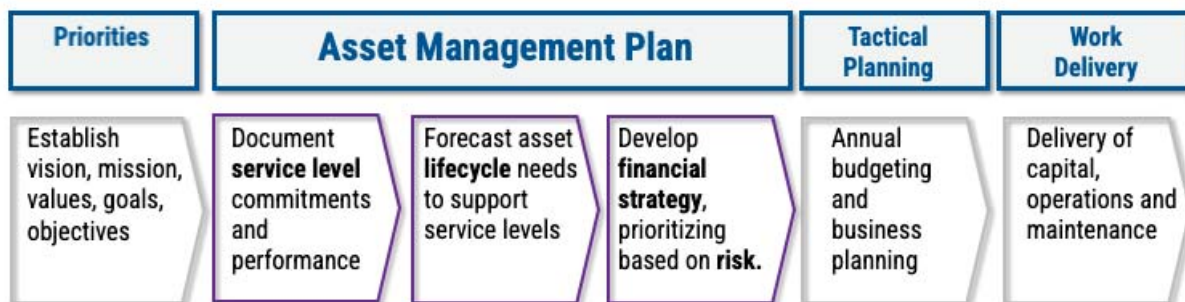 Priorities
Asset Management Plan
Tactical
Planning
Work
Delivery
Establish
vision, mission,
values, goals,
objectives
Document
service level
commitments
and
performance
Forecast asset
lifecycle needs
to support
service levels
Develop
financial
strategy,
prioritizing
based on risk.
Annual
budgeting
and
business
planning
Delivery of
capital,
operations and
maintenance